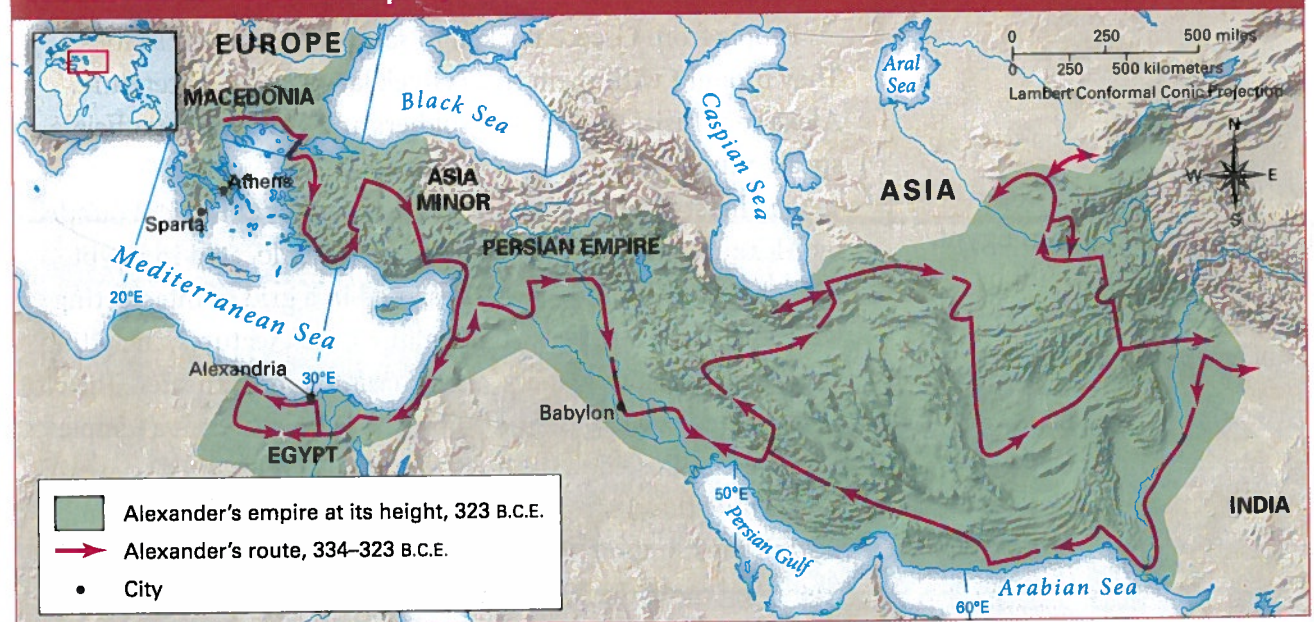 EUROPE
MACEDONIA
Black Sea
Caspian Sea
Aral
Sea
0 250 500 miles
0 250 500 kilometers
Lambert Conformal Conic Projection
N
W E
S
Athens
Sparta
ASIA
MINOR
ASIA
PERSIAN EMPIRE
Mediterranean Sea
20°E
Alexandria
30°E
EGYPT
Babylon
50°E
Persian Gulf
INDIA
Arabian Sea
60°E
Alexander's empire at its height, 323 B.C.E.
Alexander's route, 334–323 B.C.E.
City